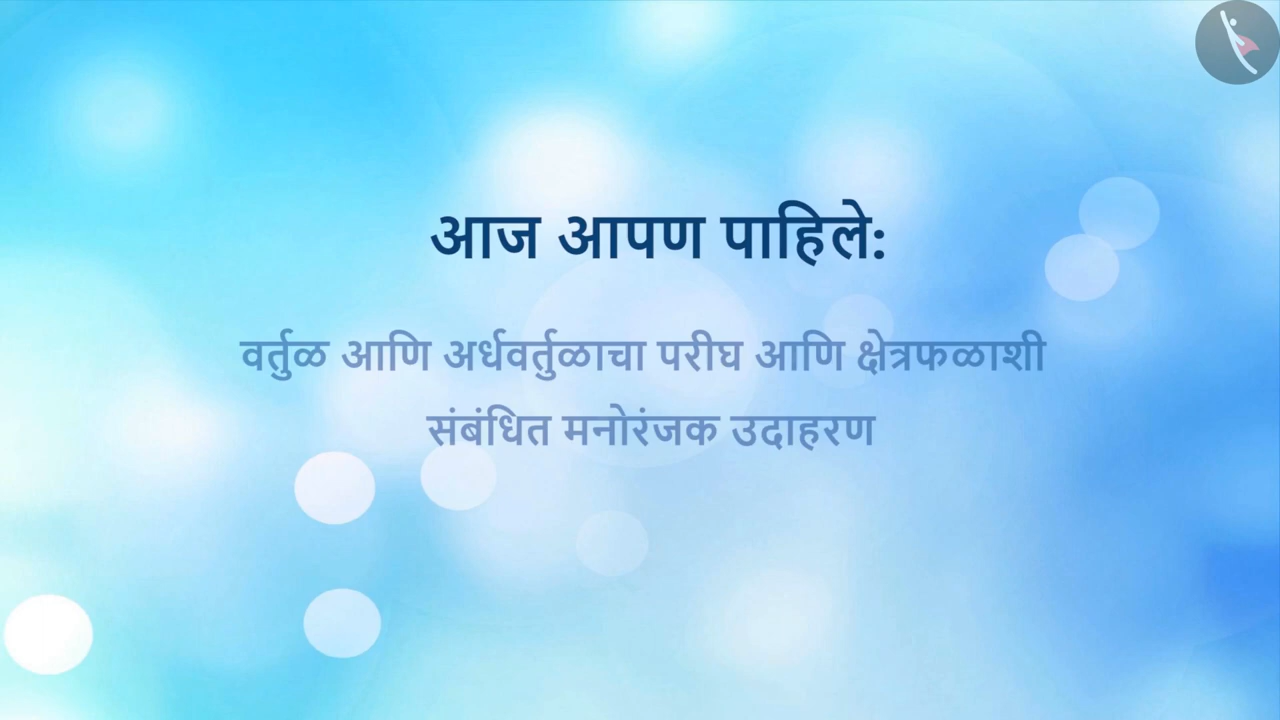 आज आपण पाहिले:
वर्तुळ आणि अर्धवर्तुळाचा परीघ आणि क्षेत्रफळाशी
संबंधित मनोरंजक उदाहरण